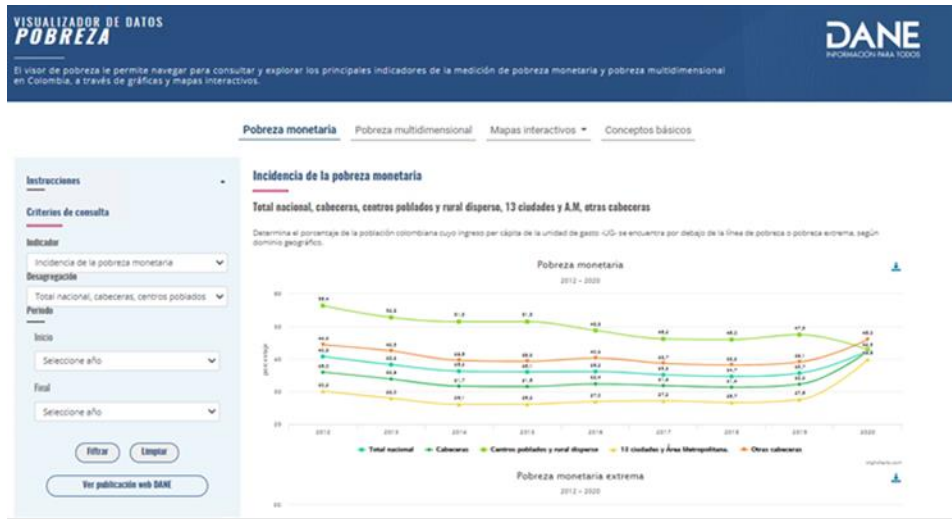 VISUALIZADOR DE DATOS
POBREZA
DANE
INFORMACIÓN PARA TODOS
El visor de pobreza le permite navegar para consultar y explorar los principales indicadores de la medición de pobreza monetaria y pobreza multidimensional
en Colombia, a través de gráficas y mapas interactivos.
Pobreza monetaria Pobreza multidimensional Mapas interactivos Conceptos básicos
Instrucciones
Criterios de consulta
Indicador
Incidencia de la pobreza monetaria
Desagregación
Total nacional, cabeceras, centros poblados
Periodo
Inicio
Seleccione año
Final
Seleccione año
Filtrar Limpiar
Ver publicación web DANE
Incidencia de la pobreza monetaria
Total nacional, cabeceras, centros poblados y rural disperso, 13 ciudades y A.M, otras cabeceras
Determina el porcentaje de la población colombiana cuyo ingreso per cápita de la unidad de gasto -UG- se encuentra por debajo de la línea de pobreza o pobreza extrema, según
dominio geográfico.
Pobreza monetaria
2012 - 2020
2012 2013 2014 2015 2016 2017 2018 2019 2020
Total nacional Cabeceras Centros poblados y rural disperso 13 ciudades y Área Metropolitana. Otras cabeceras
Pobreza monetaria extrema
2012 - 2020